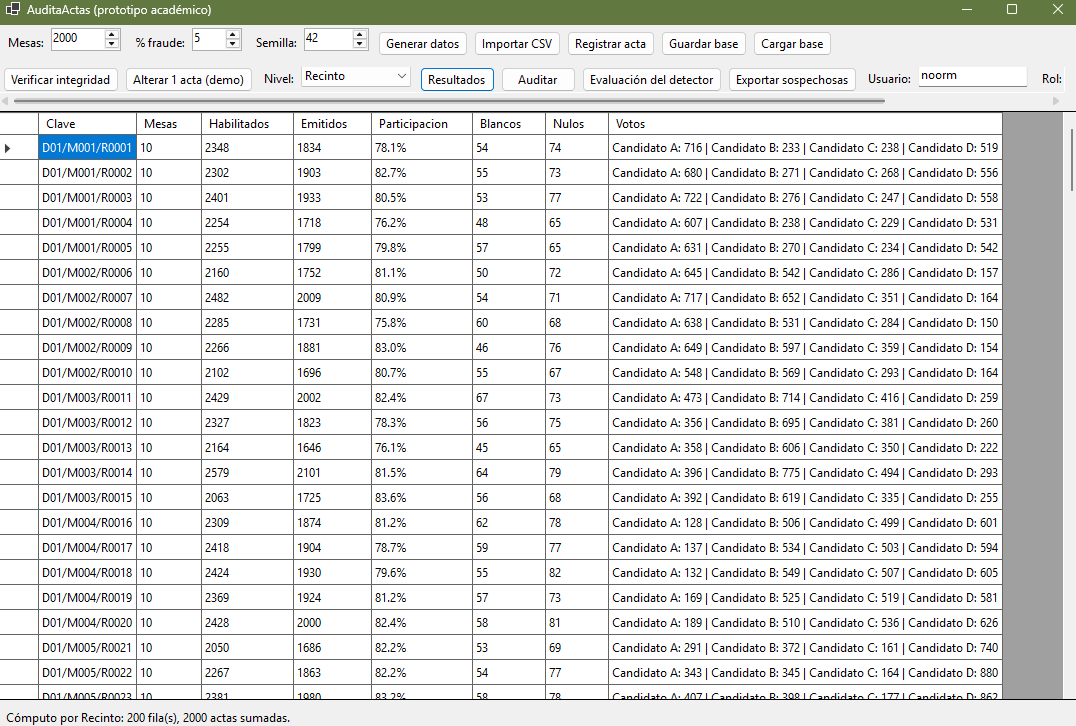 AuditaActas (prototipo académico)
Mesas: 2000 % fraude: 5 Semilla: 42 Generar datos Importar CSV Registrar acta Guardar base Cargar base
Verificar integridad Alterar 1 acta (demo) Nivel: Recinto Resultados Auditar Evaluación del detector Exportar sospechosas Usuario: noorm Rol:
Clave Mesas Habilitados Emitidos Participacion Blancos Nulos Votos
D01/M001/R0001 10 2348 1834 78.1% 54 74 Candidato A: 716 | Candidato B: 233 | Candidato C: 238 | Candidato D: 519
D01/M001/R0002 10 2302 1903 82.7% 55 73 Candidato A: 680 | Candidato B: 271 | Candidato C: 268 | Candidato D: 556
D01/M001/R0003 10 2401 1933 80.5% 53 77 Candidato A: 722 | Candidato B: 276 | Candidato C: 247 | Candidato D: 558
D01/M001/R0004 10 2254 1718 76.2% 48 65 Candidato A: 607 | Candidato B: 238 | Candidato C: 229 | Candidato D: 531
D01/M001/R0005 10 2255 1799 79.8% 57 65 Candidato A: 631 | Candidato B: 270 | Candidato C: 234 | Candidato D: 542
D01/M002/R0006 10 2160 1752 81.1% 50 72 Candidato A: 645 | Candidato B: 542 | Candidato C: 286 | Candidato D: 157
D01/M002/R0007 10 2482 2009 80.9% 54 71 Candidato A: 717 | Candidato B: 652 | Candidato C: 351 | Candidato D: 164
D01/M002/R0008 10 2285 1731 75.8% 60 68 Candidato A: 638 | Candidato B: 531 | Candidato C: 284 | Candidato D: 150
D01/M002/R0009 10 2266 1881 83.0% 46 76 Candidato A: 649 | Candidato B: 597 | Candidato C: 359 | Candidato D: 154
D01/M002/R0010 10 2102 1696 80.7% 55 67 Candidato A: 548 | Candidato B: 569 | Candidato C: 293 | Candidato D: 164
D01/M003/R0011 10 2429 2002 82.4% 67 73 Candidato A: 473 | Candidato B: 714 | Candidato C: 416 | Candidato D: 259
D01/M003/R0012 10 2327 1823 78.3% 56 75 Candidato A: 356 | Candidato B: 695 | Candidato C: 381 | Candidato D: 260
D01/M003/R0013 10 2164 1646 76.1% 45 65 Candidato A: 358 | Candidato B: 606 | Candidato C: 350 | Candidato D: 222
D01/M003/R0014 10 2579 2101 81.5% 64 79 Candidato A: 396 | Candidato B: 775 | Candidato C: 494 | Candidato D: 293
D01/M003/R0015 10 2063 1725 83.6% 56 68 Candidato A: 392 | Candidato B: 619 | Candidato C: 335 | Candidato D: 255
D01/M004/R0016 10 2309 1874 81.2% 62 78 Candidato A: 128 | Candidato B: 506 | Candidato C: 499 | Candidato D: 601
D01/M004/R0017 10 2418 1904 78.7% 59 77 Candidato A: 137 | Candidato B: 534 | Candidato C: 503 | Candidato D: 594
D01/M004/R0018 10 2424 1930 79.6% 55 82 Candidato A: 132 | Candidato B: 549 | Candidato C: 507 | Candidato D: 605
D01/M004/R0019 10 2369 1924 81.2% 57 73 Candidato A: 169 | Candidato B: 525 | Candidato C: 519 | Candidato D: 581
D01/M004/R0020 10 2428 2000 82.4% 58 81 Candidato A: 189 | Candidato B: 510 | Candidato C: 536 | Candidato D: 626
D01/M005/R0021 10 2050 1686 82.2% 53 69 Candidato A: 291 | Candidato B: 372 | Candidato C: 161 | Candidato D: 740
D01/M005/R0022 10 2267 1863 82.2% 54 77 Candidato A: 343 | Candidato B: 345 | Candidato C: 164 | Candidato D: 880
D01/M005/R0023 10 2381 1980 83.2% 58 78 Candidato A: 407 | Candidato B: 398 | Candidato C: 177 | Candidato D: 862
Cómputo por Recinto: 200 fila(s), 2000 actas sumadas.